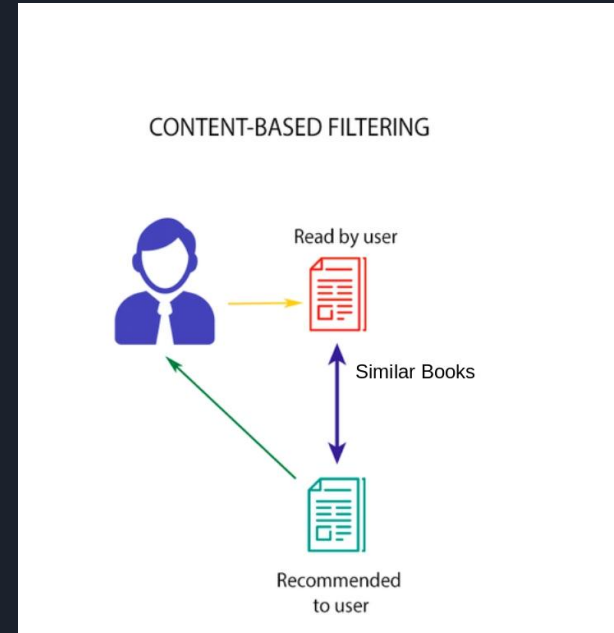 CONTENT-BASED FILTERING
Read by user
Similar Books
Recommended
to user